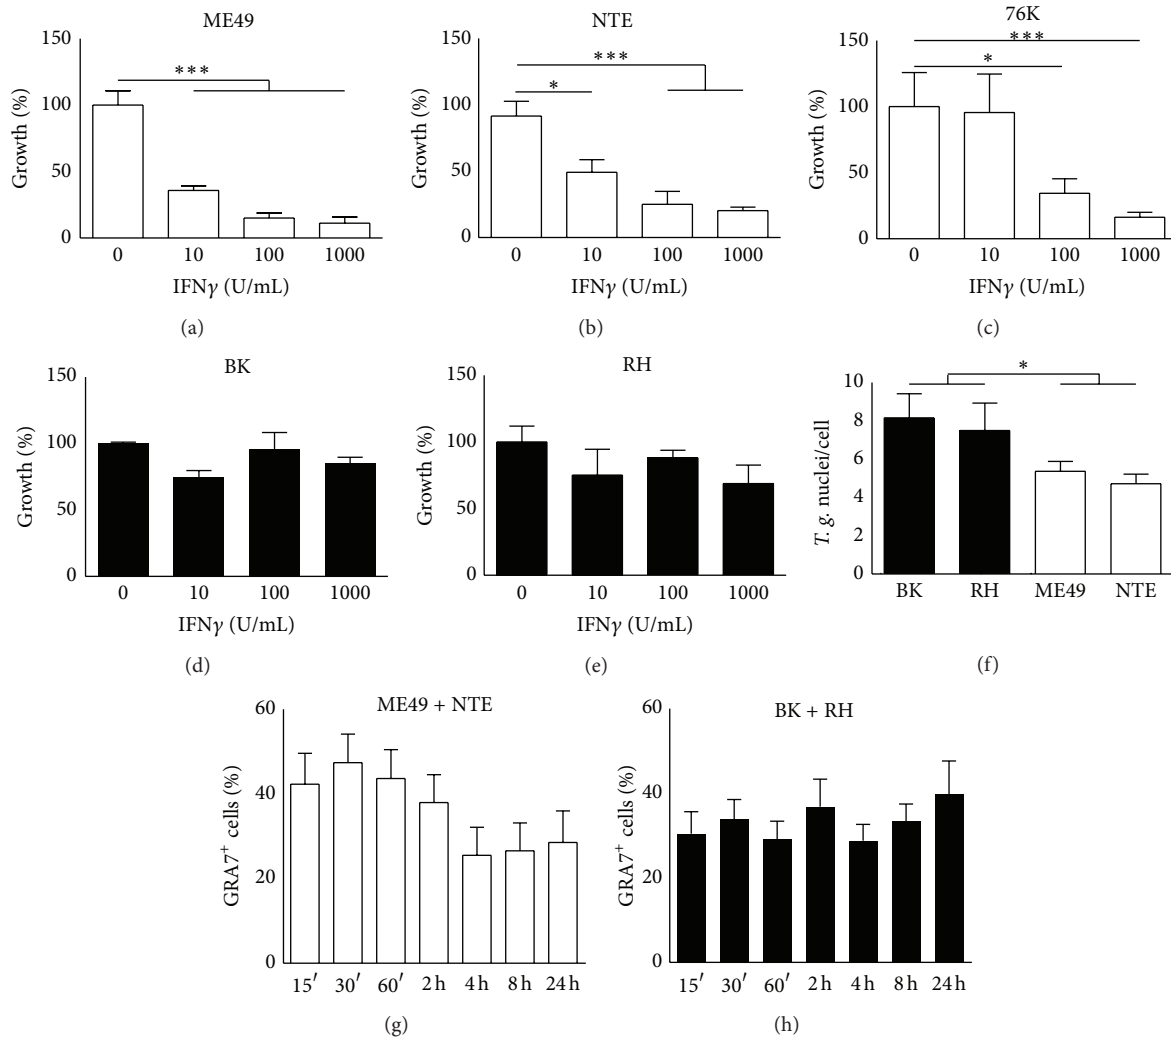 ME49
150
100
50
0
Growth (%)
***
0 10 100 1000
IFNγ (U/mL)
(a)
NTE
150
100
50
0
Growth (%)
***
*
0 10 100 1000
IFNγ (U/mL)
(b)
76K
150
100
50
0
Growth (%)
***
*
0 10 100 1000
IFNγ (U/mL)
(c)
BK
150
100
50
0
Growth (%)
0 10 100 1000
IFNγ (U/mL)
(d)
RH
150
100
50
0
Growth (%)
0 10 100 1000
IFNγ (U/mL)
(e)
10
8
6
4
2
0
T. g. nuclei/cell
*
BK RH ME49 NTE
(f)
ME49 + NTE
60
40
20
0
GRA7⁺ cells (%)
15′ 30′ 60′ 2 h 4 h 8 h 24 h
(g)
BK + RH
60
40
20
0
GRA7⁺ cells (%)
15′ 30′ 60′ 2 h 4 h 8 h 24 h
(h)